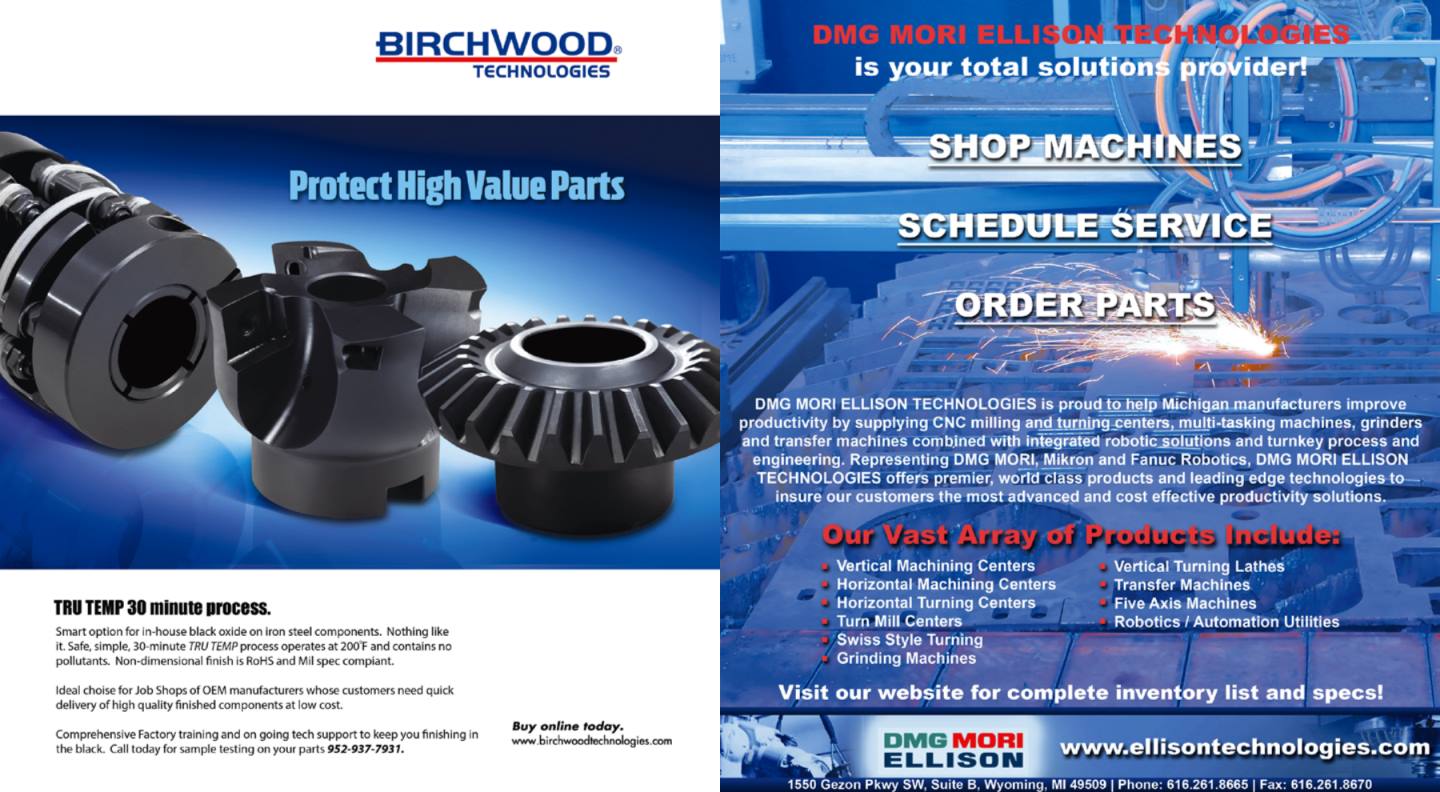 BIRCHWOOD®
TECHNOLOGIES
Protect High Value Parts
TRU TEMP 30 minute process.
Smart option for in-house black oxide on iron steel components. Nothing like
it. Safe, simple, 30-minute TRU TEMP process operates at 200°F and contains no
pollutants. Non-dimensional finish is RoHS and Mil spec compiant.
Ideal choise for Job Shops of OEM manufacturers whose customers need quick
delivery of high quality finished components at low cost.
Comprehensive Factory training and on going tech support to keep you finishing in
the black. Call today for sample testing on your parts 952-937-7931.
Buy online today.
www.birchwoodtechnologies.com
DMG MORI ELLISON TECHNOLOGIES
is your total solutions provider!
SHOP MACHINES
SCHEDULE SERVICE
ORDER PARTS
DMG MORI ELLISON TECHNOLOGIES is proud to help Michigan manufacturers improve
productivity by supplying CNC milling and turning centers, multi-tasking machines, grinders
and transfer machines combined with integrated robotic solutions and turnkey process and
engineering. Representing DMG MORI, Mikron and Fanuc Robotics, DMG MORI ELLISON
TECHNOLOGIES offers premier, world class products and leading edge technologies to
insure our customers the most advanced and cost effective productivity solutions.
Our Vast Array of Products Include:
• Vertical Machining Centers
• Horizontal Machining Centers
• Horizontal Turning Centers
• Turn Mill Centers
• Swiss Style Turning
• Grinding Machines
• Vertical Turning Lathes
• Transfer Machines
• Five Axis Machines
• Robotics / Automation Utilities
Visit our website for complete inventory list and specs!
DMG MORI
ELLISON
www.ellisontechnologies.com
1550 Gezon Pkwy SW, Suite B, Wyoming, MI 49509 | Phone: 616.261.8665 | Fax: 616.261.8670